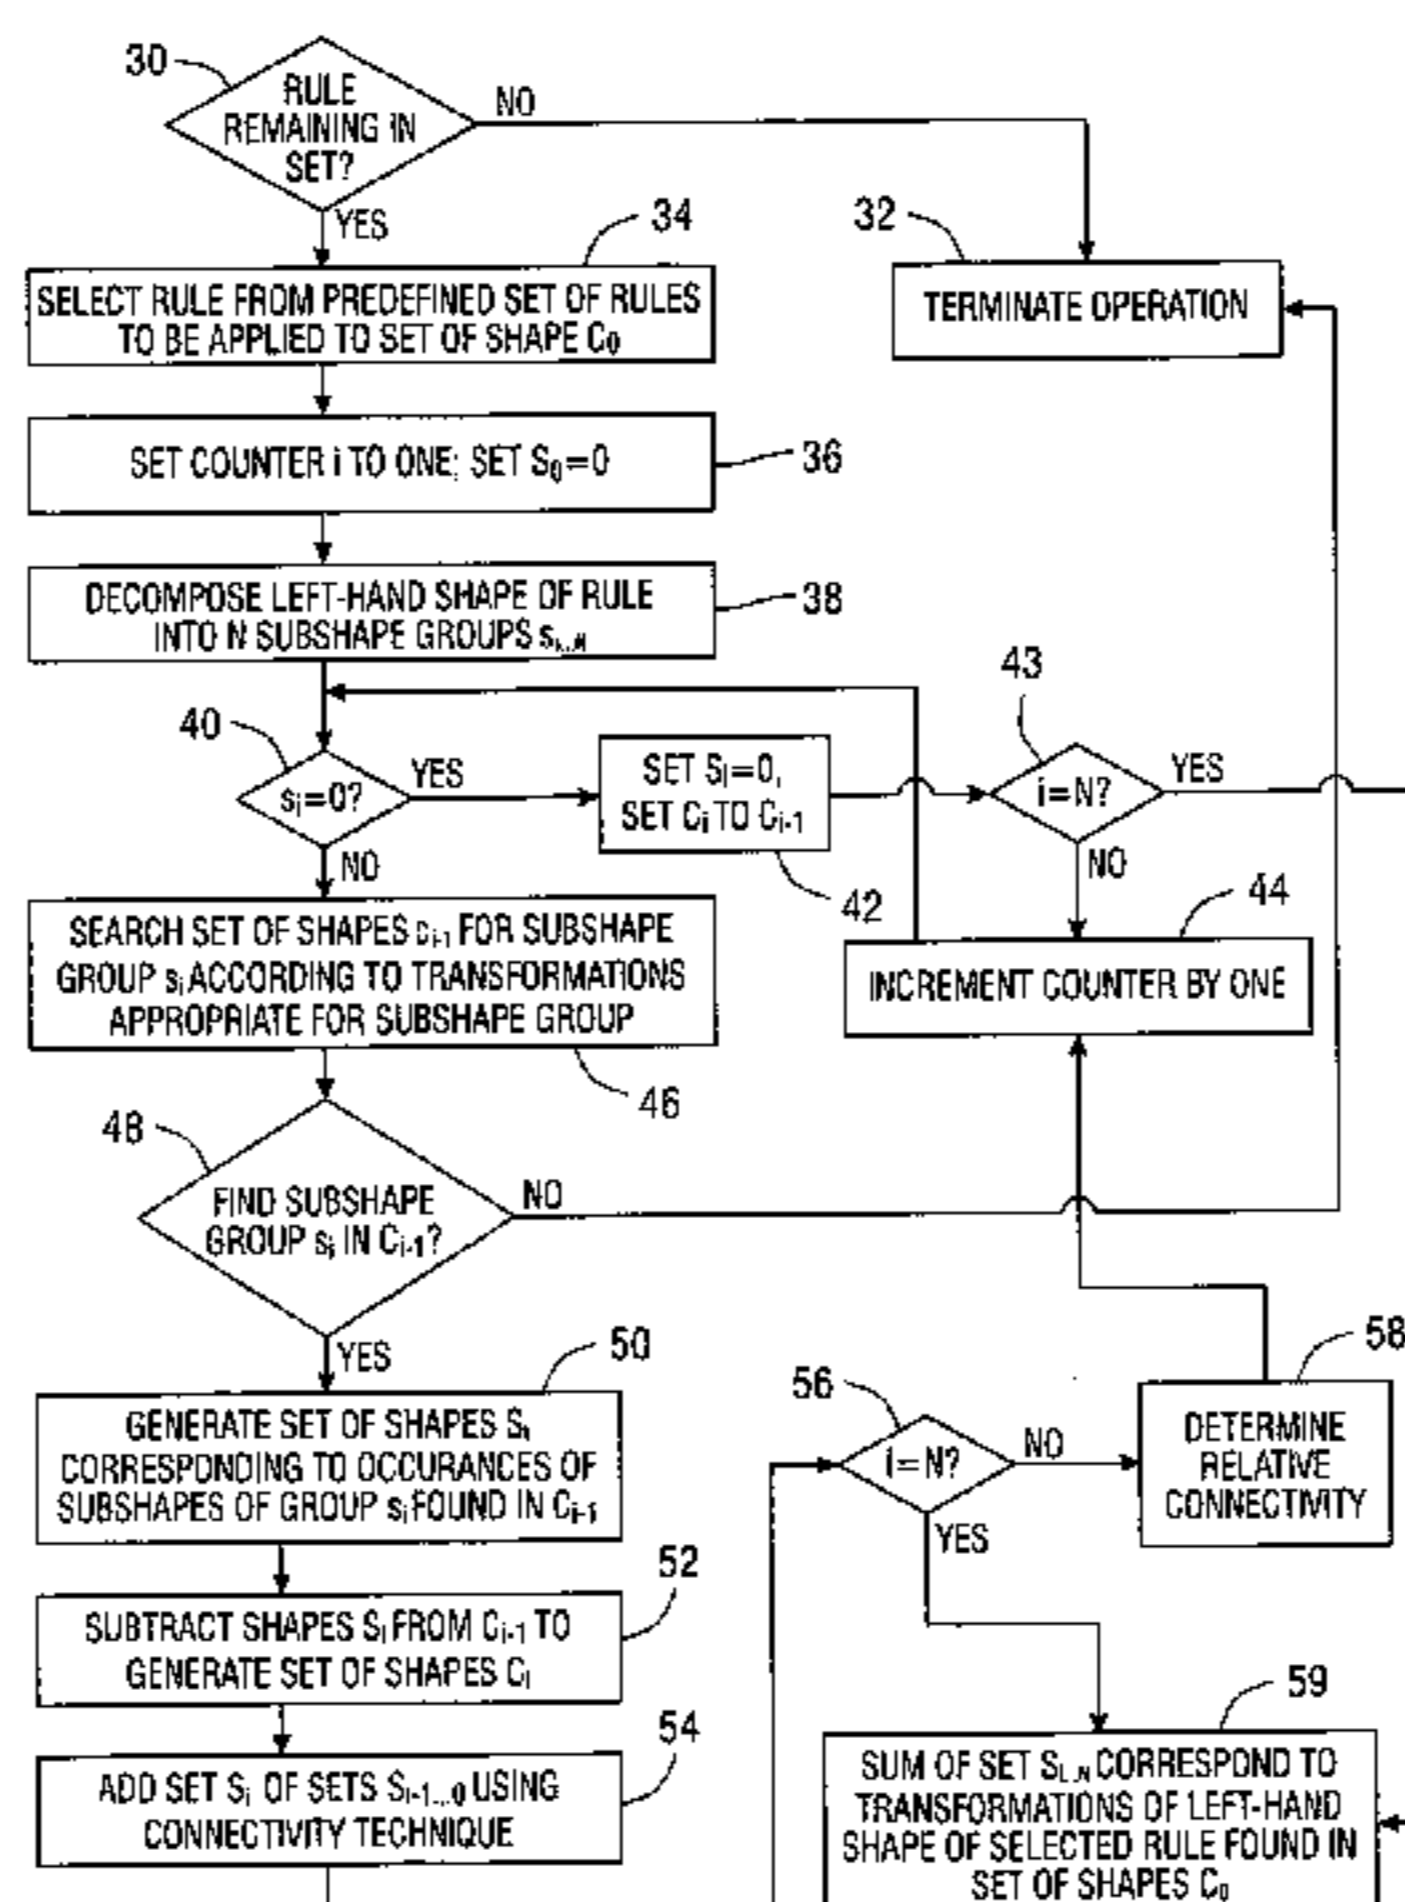 30
RULE
REMAINING IN
SET?
NO
YES
34
SELECT RULE FROM PREDEFINED SET OF RULES
TO BE APPLIED TO SET OF SHAPE C₀
32
TERMINATE OPERATION
SET COUNTER i TO ONE; SET S₀=0
36
DECOMPOSE LEFT-HAND SHAPE OF RULE
INTO N SUBSHAPE GROUPS
38
40
sᵢ=0?
YES
NO
SET Sᵢ=0,
SET Cᵢ TO Cᵢ₋₁
42
43
i=N?
YES
NO
44
INCREMENT COUNTER BY ONE
SEARCH SET OF SHAPES Cᵢ₋₁ FOR SUBSHAPE
GROUP sᵢ ACCORDING TO TRANSFORMATIONS
APPROPRIATE FOR SUBSHAPE GROUP
46
48
FIND SUBSHAPE
GROUP sᵢ IN Cᵢ₋₁?
NO
YES
50
GENERATE SET OF SHAPES Sᵢ
CORRESPONDING TO OCCURANCES OF
SUBSHAPES OF GROUP sᵢ FOUND IN Cᵢ₋₁
52
SUBTRACT SHAPES Sᵢ FROM Cᵢ₋₁ TO
GENERATE SET OF SHAPES Cᵢ
54
ADD SET Sᵢ OF SETS Sᵢ₋₁...₀ USING
CONNECTIVITY TECHNIQUE
56
i=N?
NO
YES
58
DETERMINE
RELATIVE
CONNECTIVITY
59
SUM OF SET CORRESPOND TO
TRANSFORMATIONS OF LEFT-HAND
SHAPE OF SELECTED RULE FOUND IN
SET OF SHAPES C₀